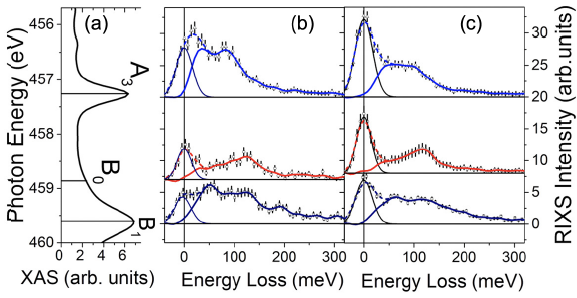 (a)
(b)
(c)
Photon Energy (eV)
456
457
458
459
460
A3
B0
B1
0 2 4 6
XAS (arb. units)
0 100 200 300
Energy Loss (meV)
0 100 200 300
Energy Loss (meV)
30
25
20
15
10
5
0
RIXS Intensity (arb.units)